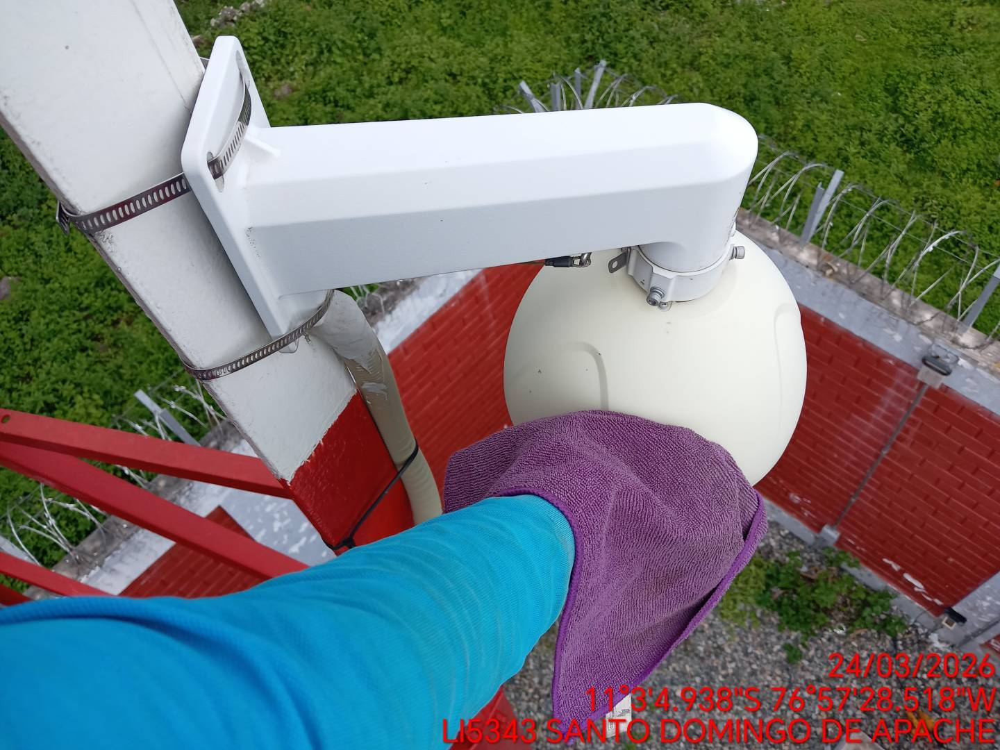 24/03/2026
11°3'4.938"S 76°57'28.518"W
LI5343 SANTO DOMINGO DE APACHE